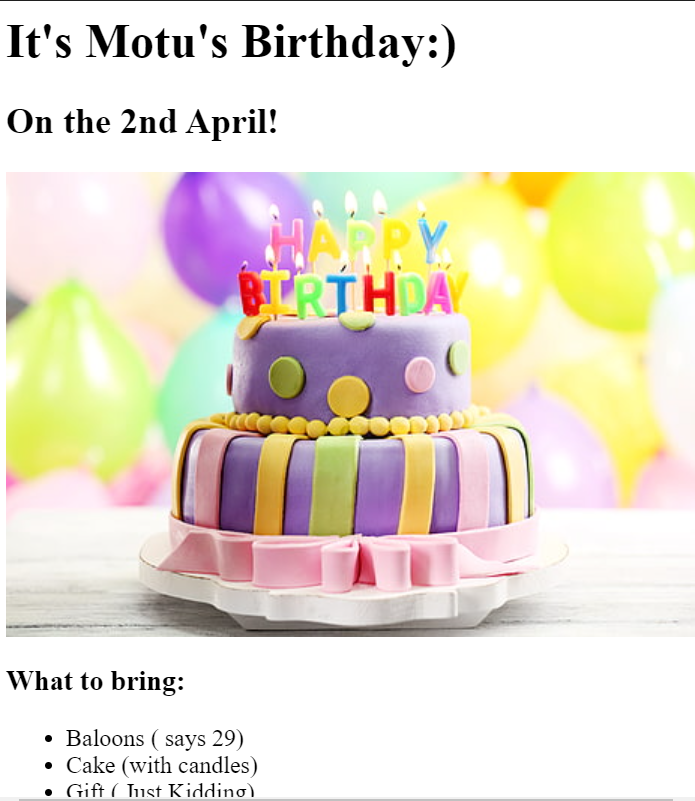 It's Motu's Birthday:)
On the 2nd April!
HAPPY
BIRTHDAY
What to bring:
Baloons ( says 29)
Cake (with candles)
Gift ( Just Kidding)